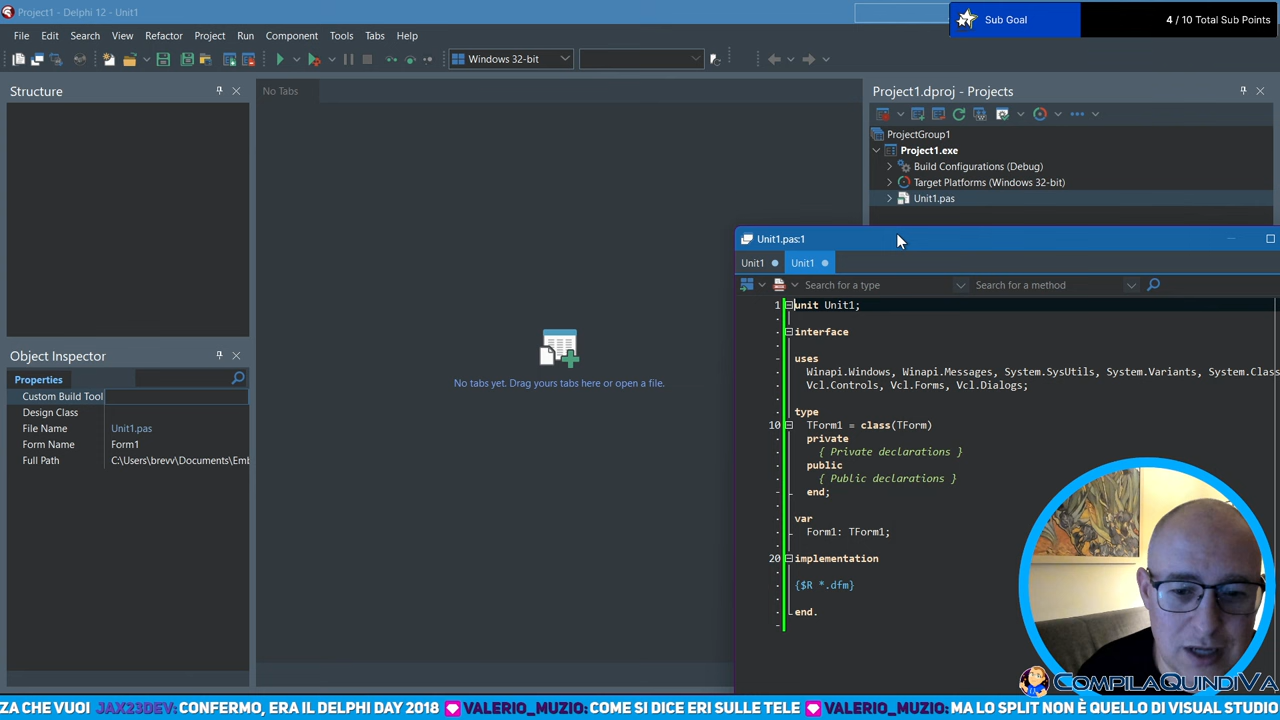 Project1 - Delphi 12 - Unit1
Sub Goal
4 / 10 Total Sub Points
File Edit Search View Refactor Project Run Component Tools Tabs Help
Windows 32-bit
Structure
No Tabs
Project1.dproj - Projects
ProjectGroup1
Project1.exe
Build Configurations (Debug)
Target Platforms (Windows 32-bit)
Unit1.pas
No tabs yet. Drag yours tabs here or open a file.
Object Inspector
Properties
Custom Build Tool
Design Class
File Name Unit1.pas
Form Name Form1
Full Path C:\Users\brevv\Documents\Emb
Unit1.pas:1
Unit1 Unit1
Search for a type Search for a method
1 unit Unit1;
interface
uses
Winapi.Windows, Winapi.Messages, System.SysUtils, System.Variants, System.Class
Vcl.Controls, Vcl.Forms, Vcl.Dialogs;
type
10 TForm1 = class(TForm)
private
{ Private declarations }
public
{ Public declarations }
end;
var
Form1: TForm1;
20 implementation
{$R *.dfm}
end.
COMPILAQUINDIVA
ZA CHE VUOI JAX23DEV: CONFERMO, ERA IL DELPHI DAY 2018 VALERIO_MUZIO: COME SI DICE ERI SULLE TELE VALERIO_MUZIO: MA LO SPLIT NON È QUELLO DI VISUAL STUDIO